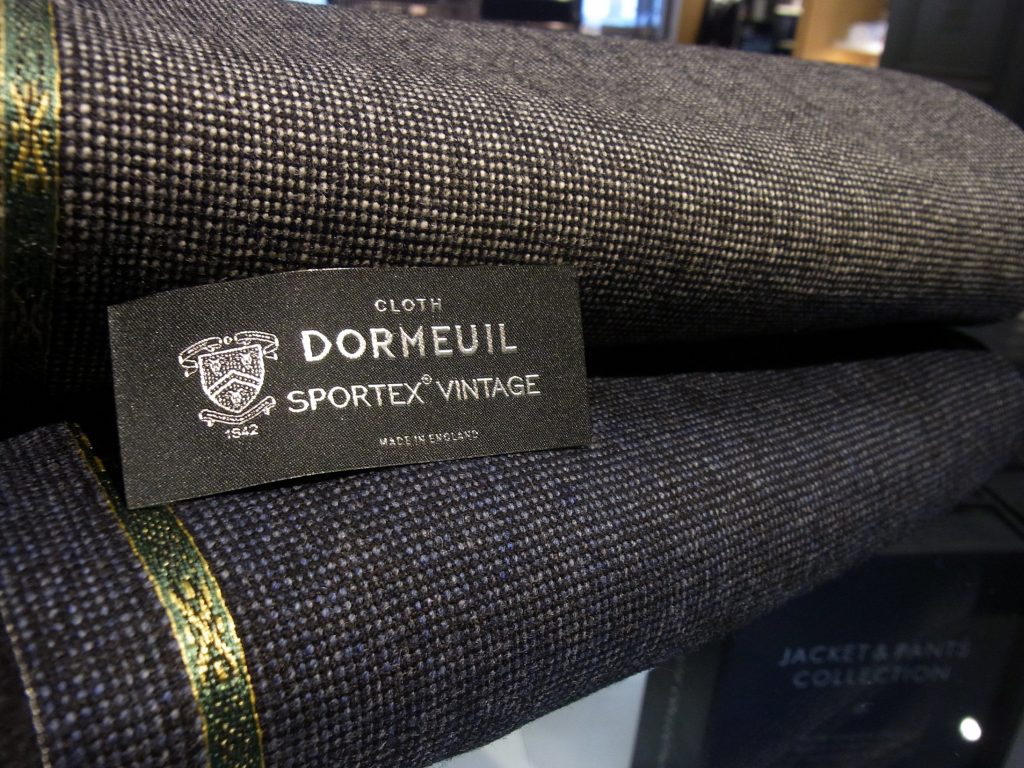 CLOTH
DORMEUIL
SPORTEX® VINTAGE
1842
MADE IN ENGLAND
JACKET & PANTS
COLLECTION